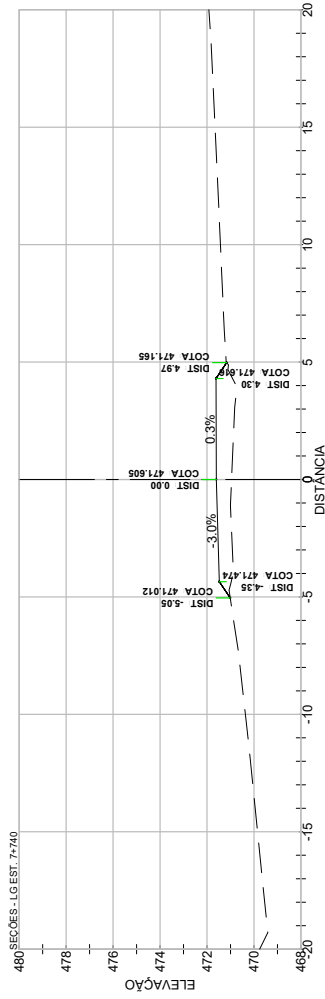 SEÇÕES - LG EST. 7+740
480
478
476
474
472
470
468
ELEVAÇÃO
-20
-15
-10
-5
0
5
10
15
20
DISTÂNCIA
DIST -5.05
COTA 471.012
DIST -4.35
COTA 471.474
-3.0%
DIST 0.00
COTA 471.605
0.3%
DIST 4.30
COTA 471.616
DIST 4.97
COTA 471.165